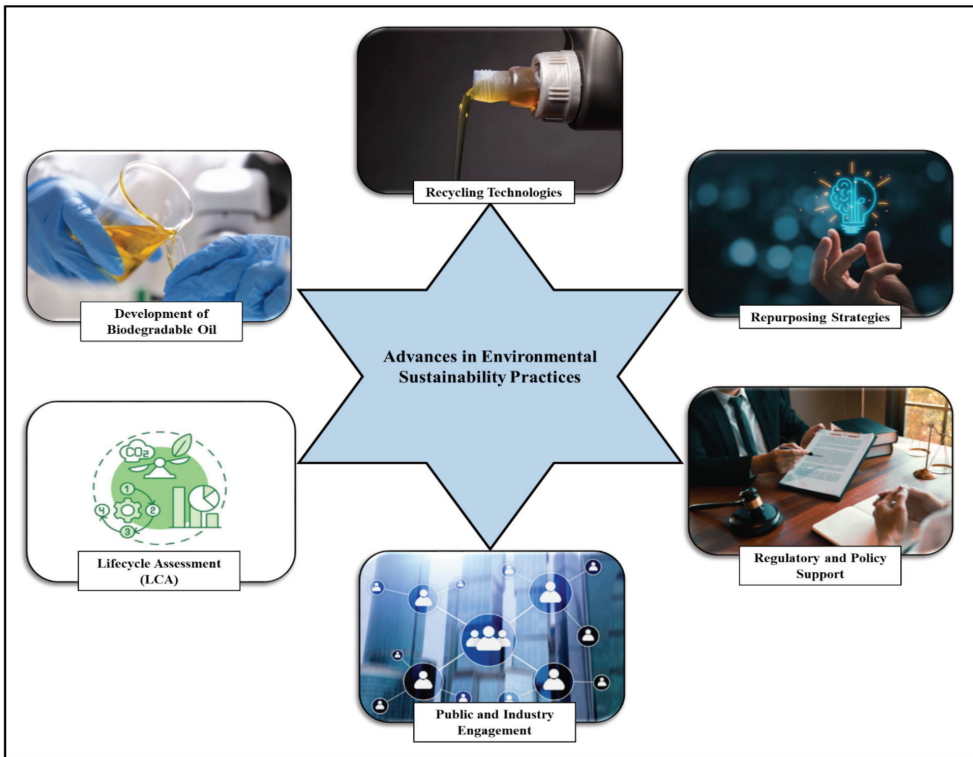 Recycling Technologies
Development of
Biodegradable Oil
Repurposing Strategies
Advances in Environmental
Sustainability Practices
CO₂
1
4
2
3
Lifecycle Assessment
(LCA)
Regulatory and Policy
Support
Public and Industry
Engagement